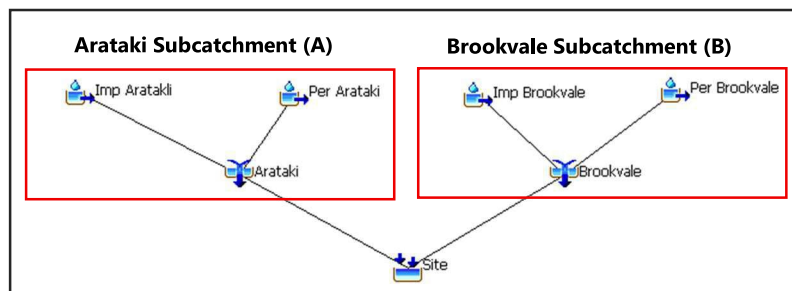 Arataki Subcatchment (A)
Brookvale Subcatchment (B)
Imp Aratakli
Per Arataki
Imp Brookvale
Per Brookvale
Arataki
Brookvale
Site